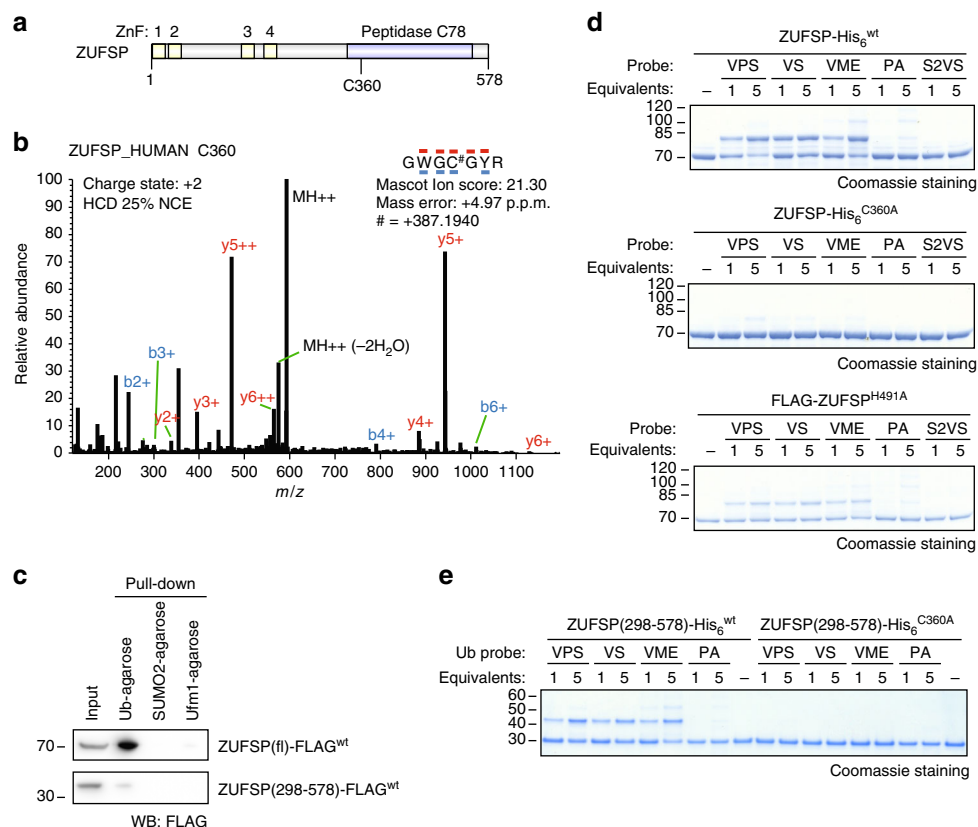 a
ZnF: 1 2 3 4 Peptidase C78
ZUFSP
1 C360 578
b
ZUFSP_HUMAN C360
GWGC#GYR
Charge state: +2
HCD 25% NCE
Mascot Ion score: 21.30
Mass error: +4.97 p.p.m.
# = +387.1940
Relative abundance
100
90
80
70
60
50
40
30
20
10
0
MH++
y5++
y5+
MH++ (–2H2O)
b3+
b2+
y2+
y3+
y6++
b4+
y4+
b6+
y6+
200 300 400 500 600 700 800 900 1000 1100
m/z
c
Pull-down
Input
Ub-agarose
SUMO2-agarose
Ufm1-agarose
70 ZUFSP(fl)-FLAGwt
30 ZUFSP(298-578)-FLAGwt
WB: FLAG
d
ZUFSP-His6wt
Probe: VPS VS VME PA S2VS
Equivalents: – 1 5 1 5 1 5 1 5 1 5
120
100
85
70
Coomassie staining
ZUFSP-His6C360A
Probe: VPS VS VME PA S2VS
Equivalents: – 1 5 1 5 1 5 1 5 1 5
120
100
85
70
Coomassie staining
FLAG-ZUFSPH491A
Probe: VPS VS VME PA S2VS
Equivalents: – 1 5 1 5 1 5 1 5 1 5
120
100
85
70
Coomassie staining
e
ZUFSP(298-578)-His6wt ZUFSP(298-578)-His6C360A
Ub probe: VPS VS VME PA VPS VS VME PA
Equivalents: 1 5 1 5 1 5 1 5 – 1 5 1 5 1 5 1 5 –
60
50
40
30
Coomassie staining